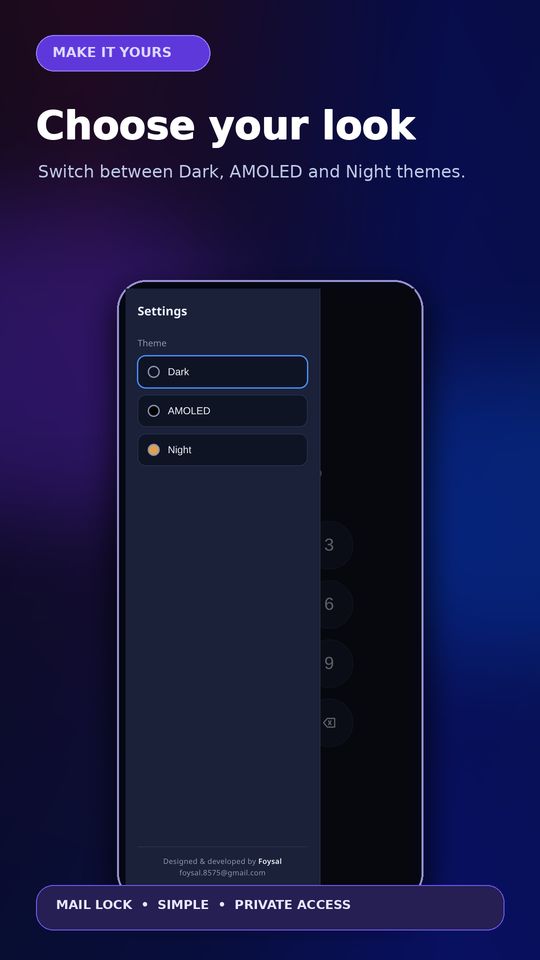 MAKE IT YOURS
Choose your look
Switch between Dark, AMOLED and Night themes.
Settings
Theme
Dark
AMOLED
Night
3
6
9
Designed & developed by Foysal
foysal.8575@gmail.com
MAIL LOCK • SIMPLE • PRIVATE ACCESS